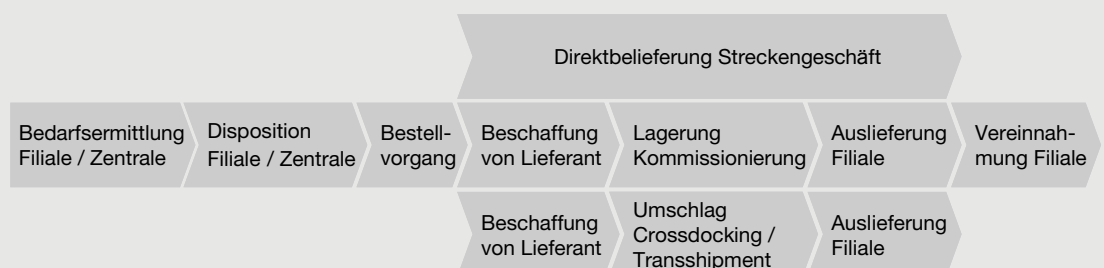 Direktbelieferung Streckengeschäft
Bedarfsermittlung
Filiale / Zentrale
Disposition
Filiale / Zentrale
Bestell-
vorgang
Beschaffung
von Lieferant
Lagerung
Kommissionierung
Auslieferung
Filiale
Vereinnah-
mung Filiale
Beschaffung
von Lieferant
Umschlag
Crossdocking /
Transshipment
Auslieferung
Filiale